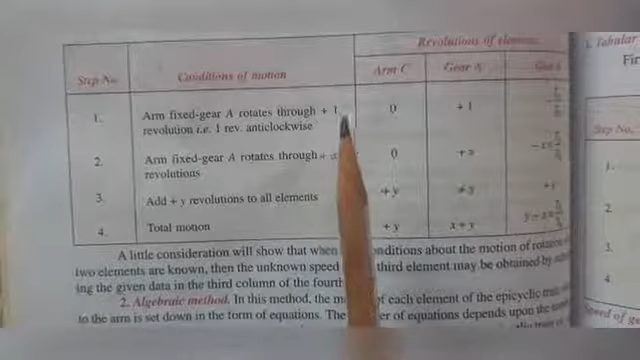 Revolutions of
Step No. Conditions of motion Arm C Gear A
1. Arm fixed-gear A rotates through + 1 0 + 1
revolution i.e. 1 rev. anticlockwise
2. Arm fixed-gear A rotates through + x 0 + x
revolutions
3. Add + y revolutions to all elements + y + y + y
4. Total motion + y x + y
A little consideration will show that when conditions about the motion of
two elements are known, then the unknown speed third element may be obtained by
ing the given data in the third column of the fourth
2. Algebraic method. In this method, the of each element of the epicyclic
to the arm is set down in the form of equations. The of equations depends upon the
Tabular
Fir
Step No.
1.
2
3.
4
speed of